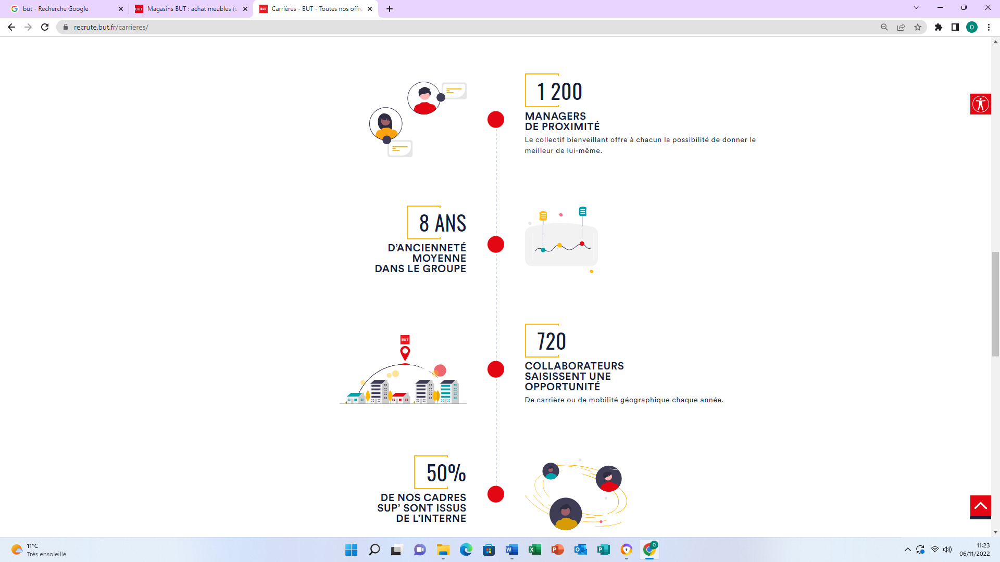 but - Recherche Google
BUT
Magasins BUT : achat meubles (c
BUT
Carrières - BUT - Toutes nos offre
recrute.but.fr/carrieres/
O
1 200
MANAGERS
DE PROXIMITÉ
Le collectif bienveillant offre à chacun la possibilité de donner le
meilleur de lui-même.
8 ANS
D’ANCIENNETÉ
MOYENNE
DANS LE GROUPE
BUT
720
COLLABORATEURS
SAISISSENT UNE
OPPORTUNITÉ
De carrière ou de mobilité géographique chaque année.
50%
DE NOS CADRES
SUP’ SONT ISSUS
DE L’INTERNE
11°C
Très ensoleillé
W
X
P
O
P
O
11:23
06/11/2022